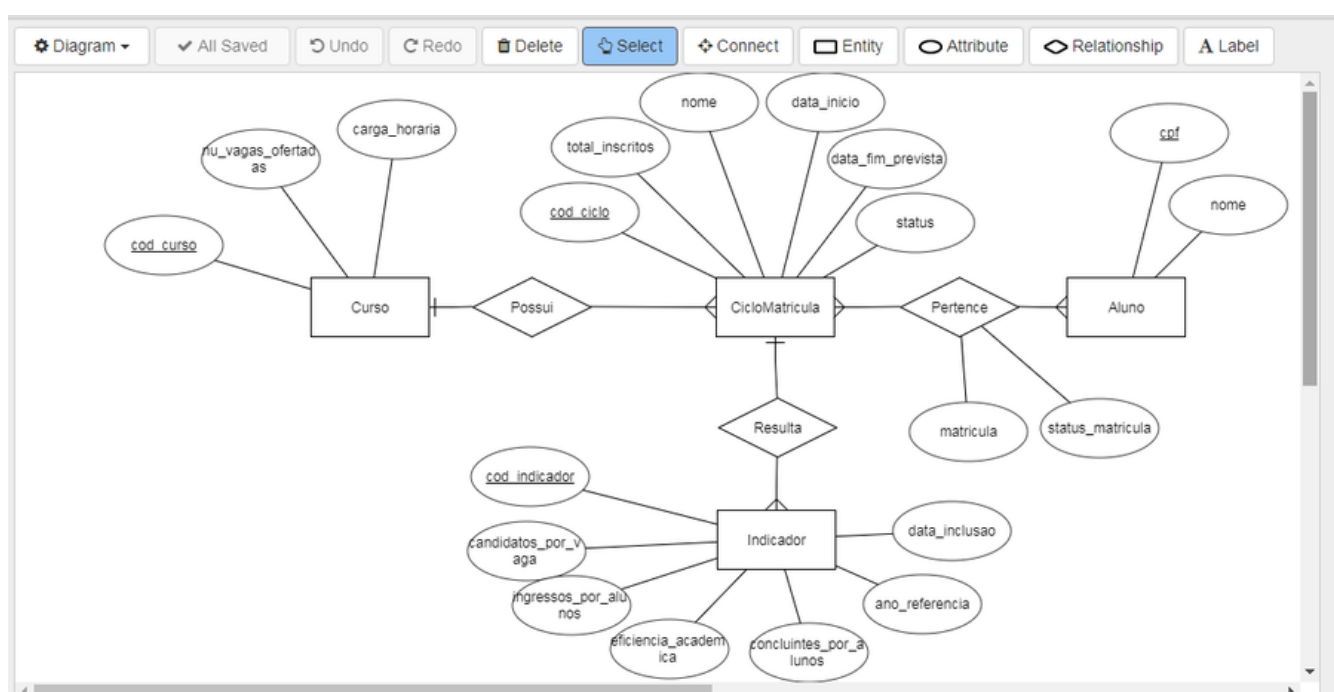 Diagram
All Saved
Undo
Redo
Delete
Select
Connect
Entity
Attribute
Relationship
A Label
nome
data_inicio
carga_horaria
cpf
nu_vagas_ofertad
as
total_inscritos
data_fim_prevista
cod_ciclo
nome
status
cod_curso
Curso
Possui
CicloMatricula
Pertence
Aluno
Resulta
matricula
status_matricula
cod_indicador
Indicador
data_inclusao
candidatos_por_v
aga
ingressos_por_alu
nos
ano_referencia
eficiencia_academ
ica
concluintes_por_a
lunos